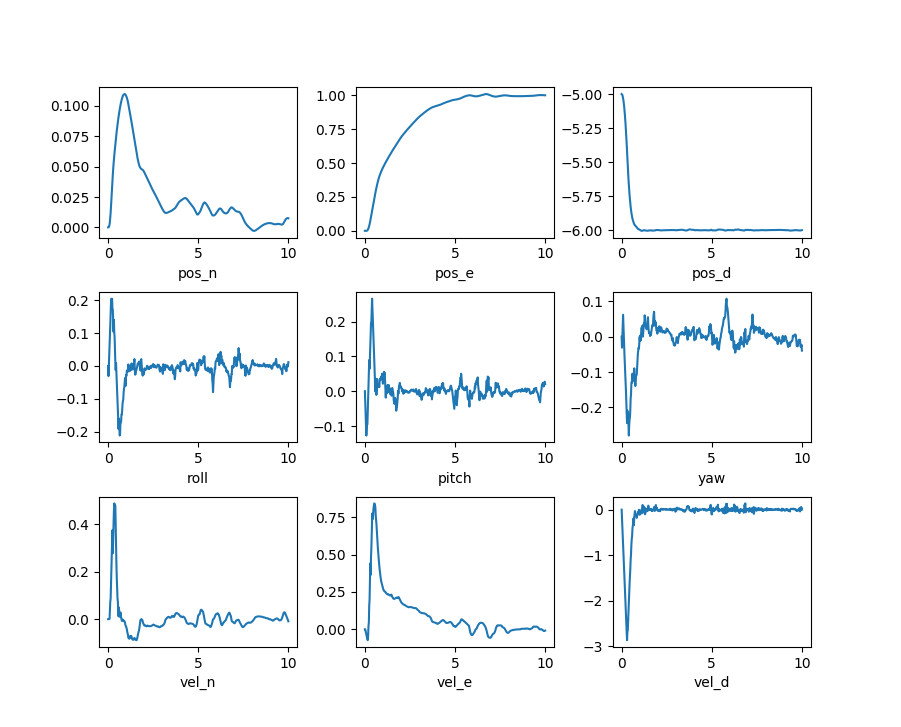 0.100
0.075
0.050
0.025
0.000
0 5 10
pos_n
1.00
0.75
0.50
0.25
0.00
0 5 10
pos_e
−5.00
−5.25
−5.50
−5.75
−6.00
0 5 10
pos_d
0.2
0.1
0.0
−0.1
−0.2
0 5 10
roll
0.2
0.1
0.0
−0.1
0 5 10
pitch
0.1
0.0
−0.1
−0.2
0 5 10
yaw
0.4
0.2
0.0
0 5 10
vel_n
0.75
0.50
0.25
0.00
0 5 10
vel_e
0
−1
−2
−3
0 5 10
vel_d